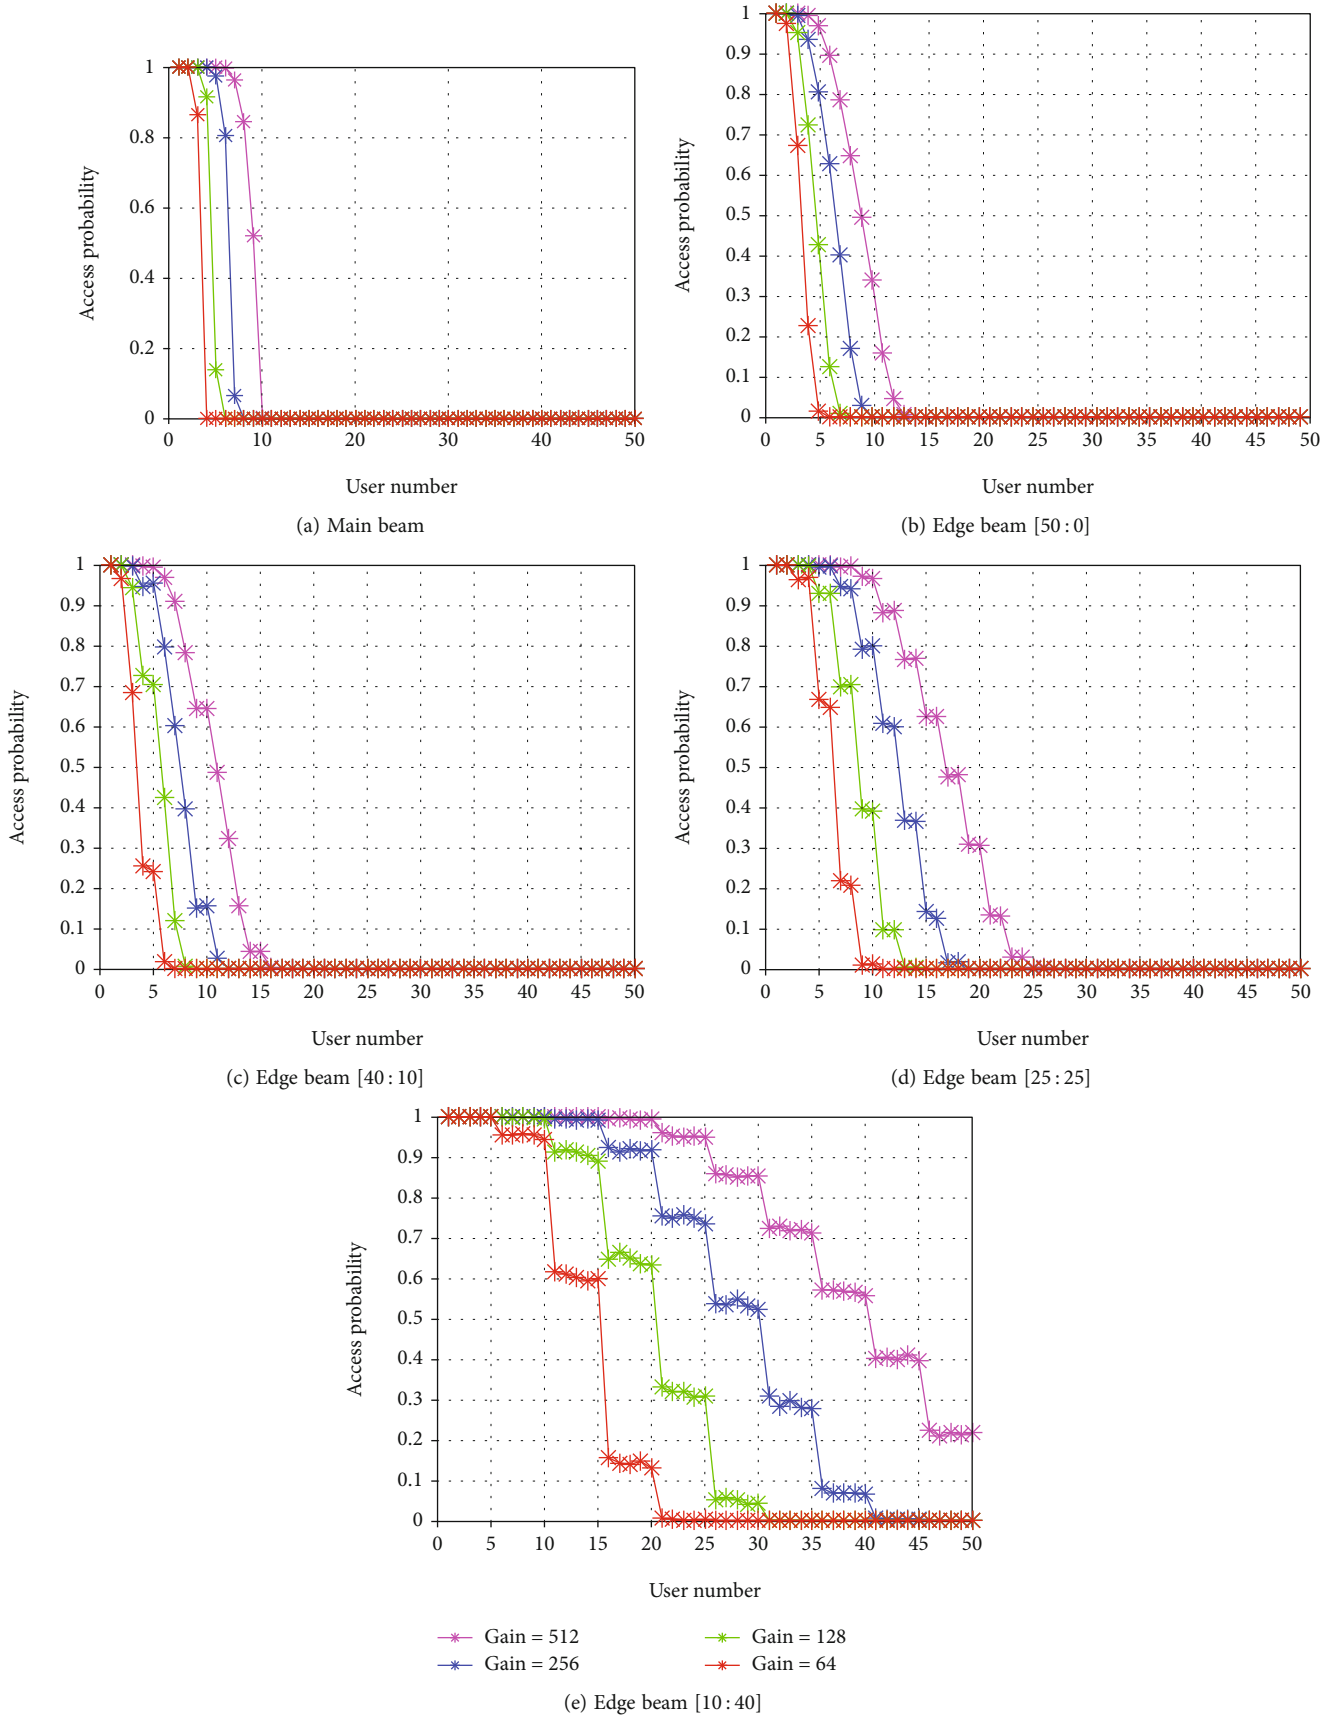 1
0.8
0.6
0.4
0.2
0
Access probability
0 10 20 30 40 50
User number
(a) Main beam
1
0.9
0.8
0.7
0.6
0.5
0.4
0.3
0.2
0.1
0
Access probability
0 5 10 15 20 25 30 35 40 45 50
User number
(b) Edge beam [50 : 0]
1
0.9
0.8
0.7
0.6
0.5
0.4
0.3
0.2
0.1
0
Access probability
0 5 10 15 20 25 30 35 40 45 50
User number
(c) Edge beam [40 : 10]
1
0.9
0.8
0.7
0.6
0.5
0.4
0.3
0.2
0.1
0
Access probability
0 5 10 15 20 25 30 35 40 45 50
User number
(d) Edge beam [25 : 25]
1
0.9
0.8
0.7
0.6
0.5
0.4
0.3
0.2
0.1
0
Access probability
0 5 10 15 20 25 30 35 40 45 50
User number
Gain = 512
Gain = 256
Gain = 128
Gain = 64
(e) Edge beam [10 : 40]